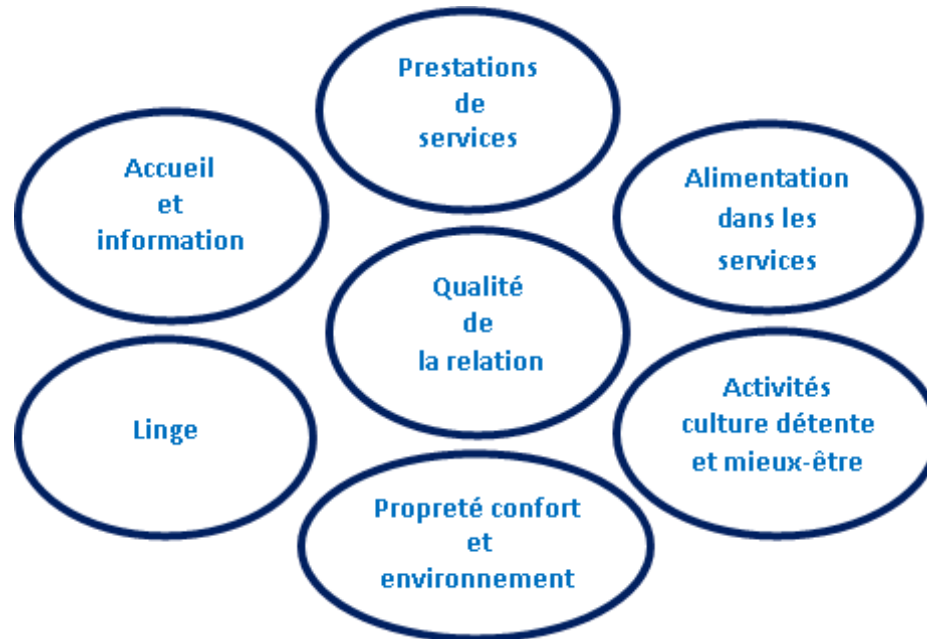 Prestations
de
services
Accueil
et
information
Alimentation
dans les
services
Qualité
de
la relation
Linge
Activités
culture détente
et mieux-être
Propreté confort
et
environnement